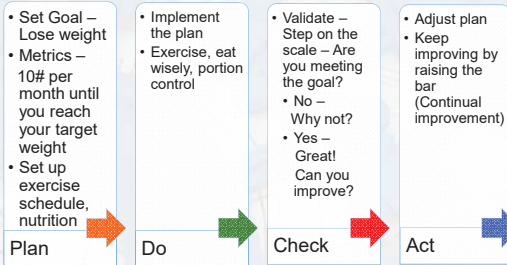 • Set Goal –
Lose weight
• Metrics –
10# per
month until
you reach
your target
weight
• Set up
exercise
schedule,
nutrition
Plan
• Implement
the plan
• Exercise, eat
wisely, portion
control
Do
• Validate –
Step on the
scale – Are
you meeting
the goal?
• No –
Why not?
• Yes –
Great!
Can you
improve?
Check
• Adjust plan
• Keep
improving by
raising the
bar
(Continual
improvement)
Act